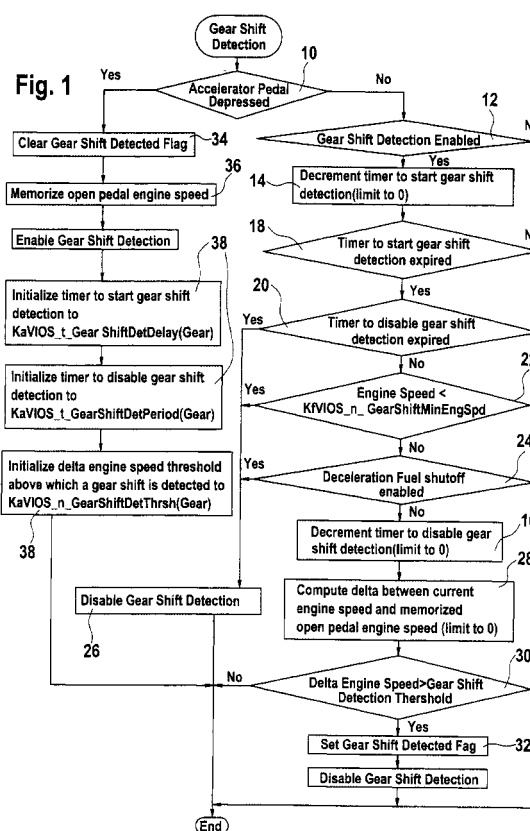 Gear Shift
Detection
Fig. 1
10
Yes
Accelerator Pedal
Depressed
No
12
34
Clear Gear Shift Detected Flag
Gear Shift Detection Enabled
N
Yes
36
Memorize open pedal engine speed
14
Decrement timer to start gear shift
detection(limit to 0)
Enable Gear Shift Detection
18
Timer to start gear shift
detection expired
N
38
Yes
Initialize timer to start gear shift
detection to
KaVIOS_t_Gear ShiftDetDelay(Gear)
20
Yes
Timer to disable gear shift
detection expired
No
22
Initialize timer to disable gear shift
detection to
KaVIOS_t_GearShiftDetPeriod(Gear)
Yes
Engine Speed <
KfVIOS_n_ GearShiftMinEngSpd
No
24
Initialize delta engine speed threshold
above which a gear shift is detected to
KaVIOS_n_GearShiftDetThrsh(Gear)
38
Yes
Deceleration Fuel shutoff
enabled
No
16
Decrement timer to disable gear
shift detection(limit to 0)
28
Disable Gear Shift Detection
26
Compute delta between current
engine speed and memorized
open pedal engine speed (limit to 0)
30
No
Delta Engine Speed>Gear Shift
Detection Thershold
Yes
Set Gear Shift Detected Fag
32
Disable Gear Shift Detection
End